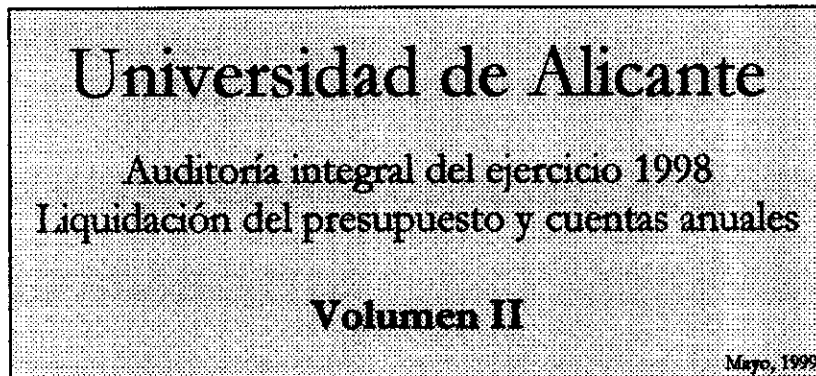 Universidad de Alicante
Auditoría integral del ejercicio 1998
Liquidación del presupuesto y cuentas anuales
Volumen II
Mayo, 1999